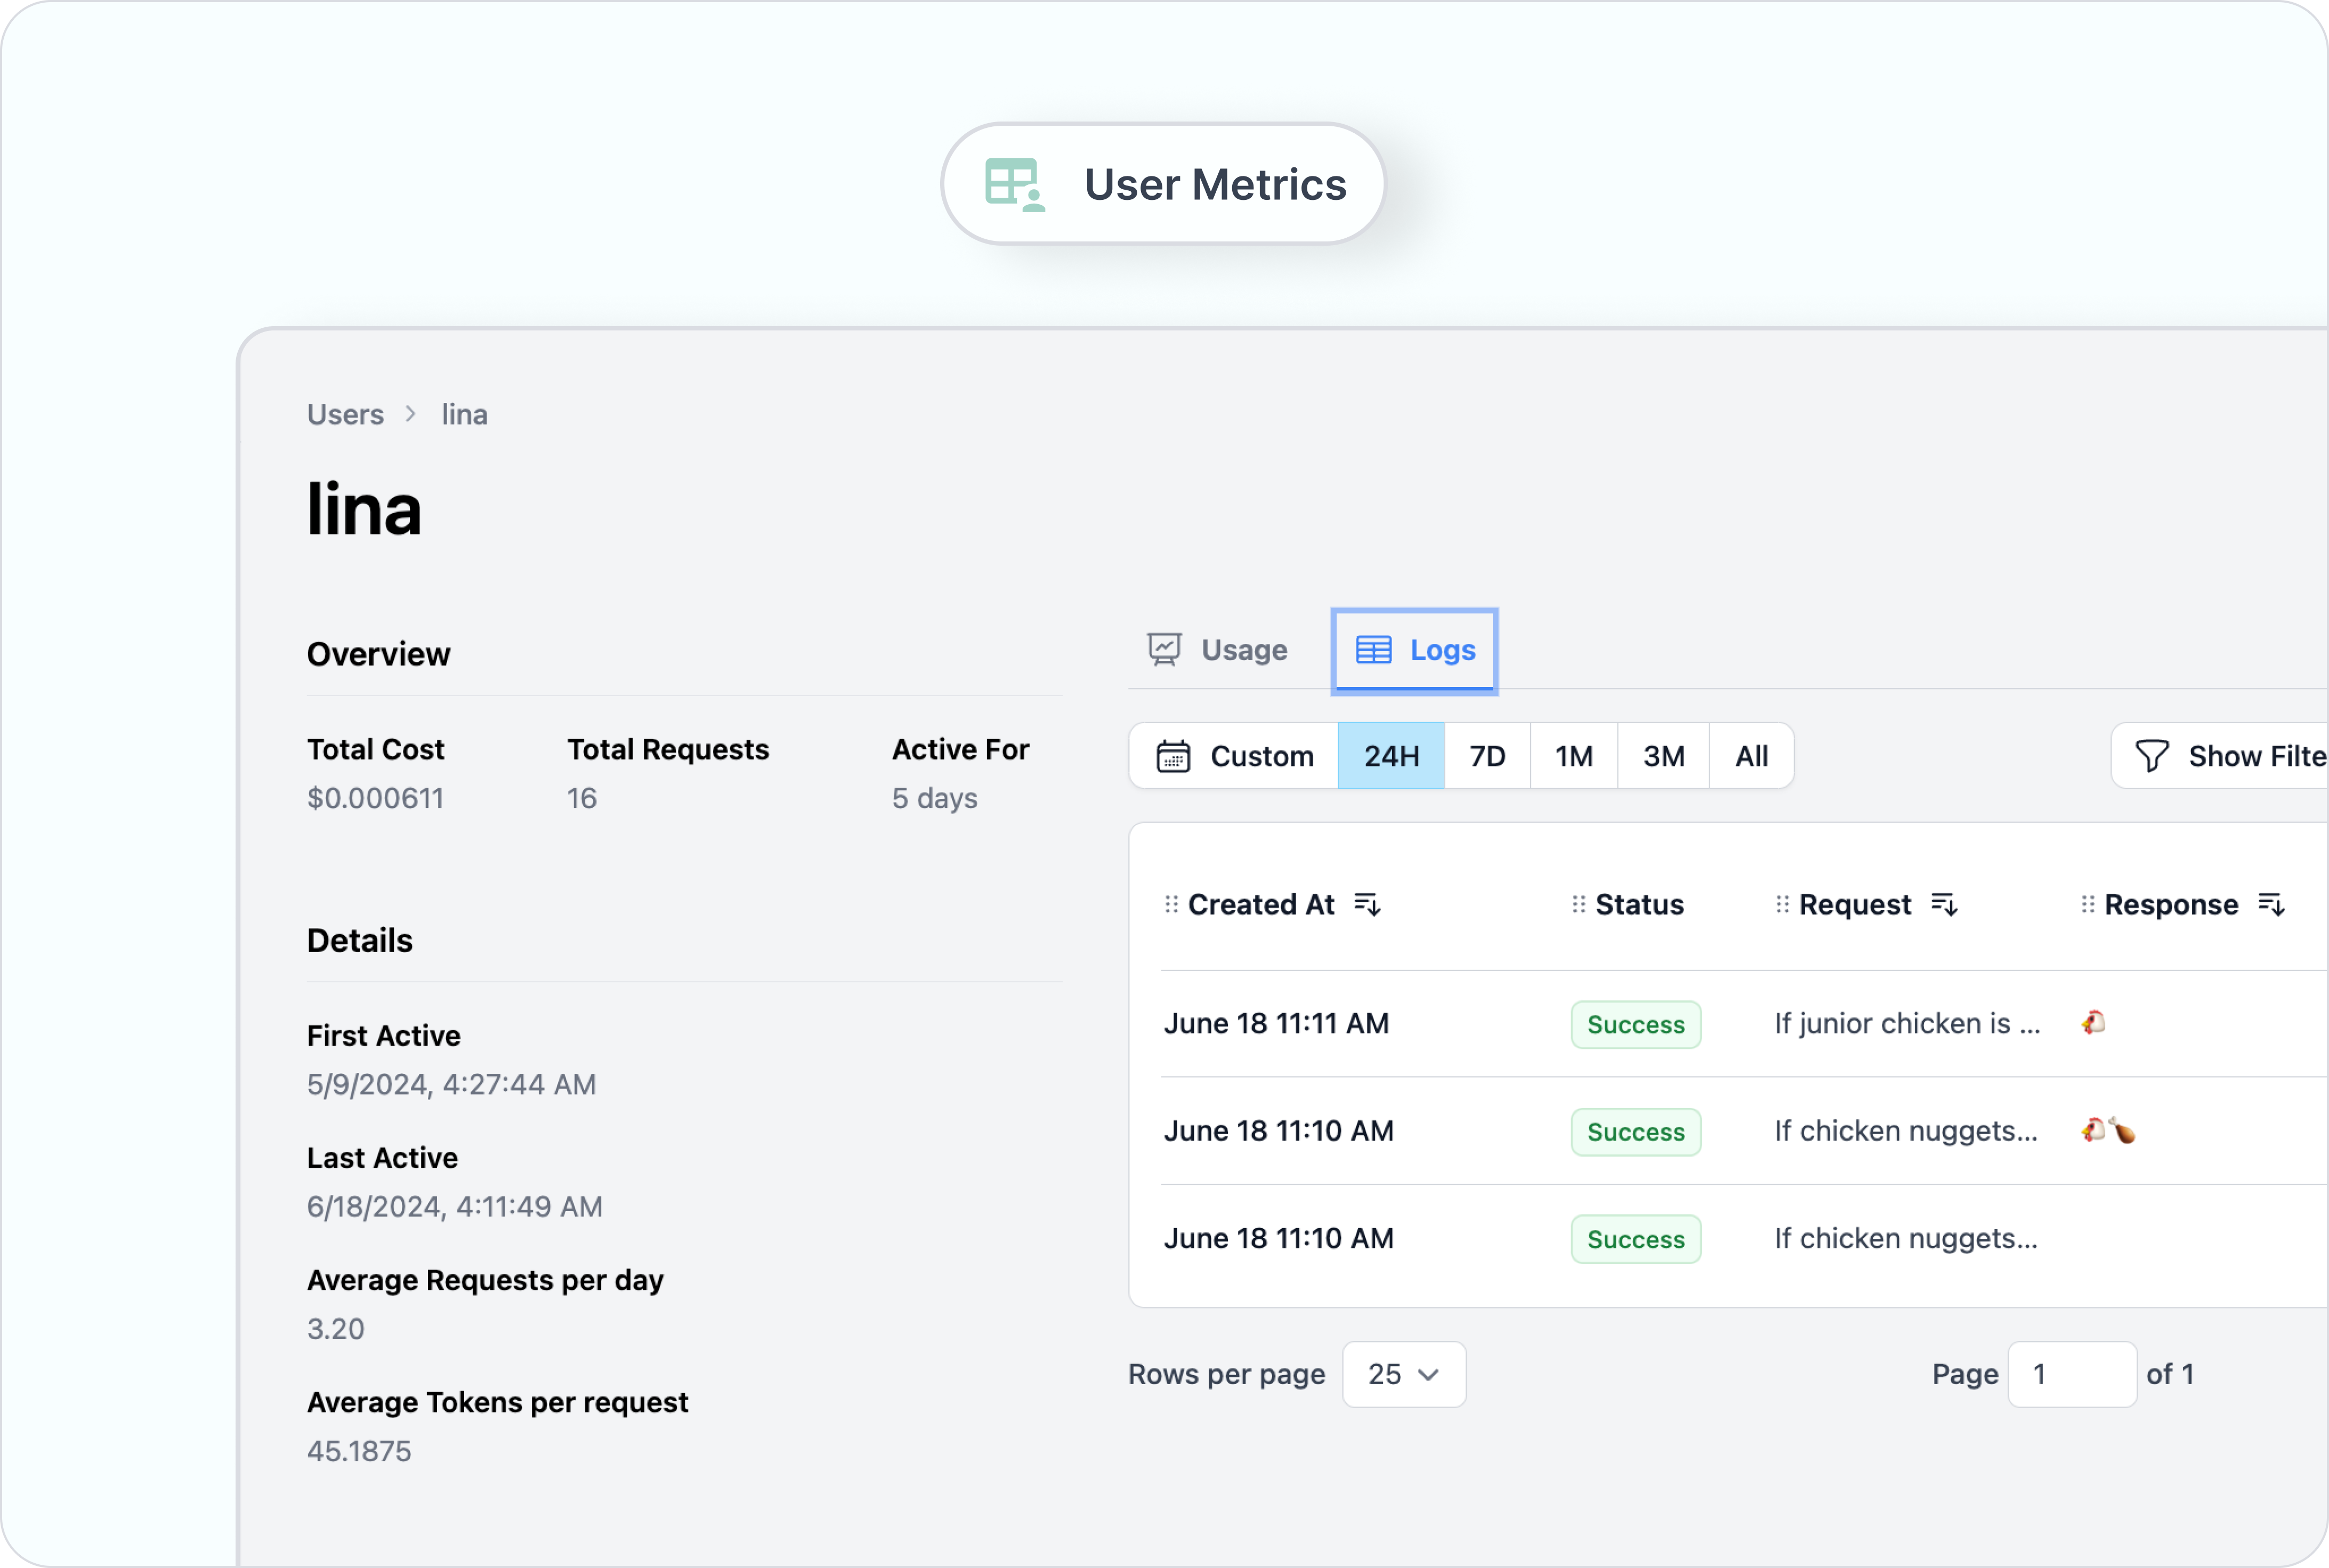 User Metrics
Users > lina
lina
Overview
Total Cost Total Requests Active For
$0.000611 16 5 days
Details
First Active
5/9/2024, 4:27:44 AM
Last Active
6/18/2024, 4:11:49 AM
Average Requests per day
3.20
Average Tokens per request
45.1875
Usage Logs
Custom 24H 7D 1M 3M All Show Filte
Created At Status Request Response
June 18 11:11 AM Success If junior chicken is ... 🐔
June 18 11:10 AM Success If chicken nuggets... 🐔🍗
June 18 11:10 AM Success If chicken nuggets...
Rows per page 25 Page 1 of 1